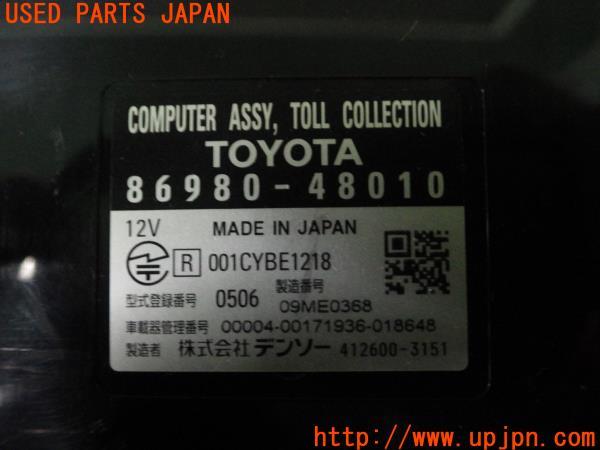 USED PARTS JAPAN
COMPUTER ASSY, TOLL COLLECTION
TOYOTA
86980-48010
12V MADE IN JAPAN
R 001CYBE1218
型式登録番号 0506 製造番号 09ME0368
車載器管理番号 00004-00171936-018648
製造者 株式会社 デンソー 412600-3151
http://www.upjpn.com/